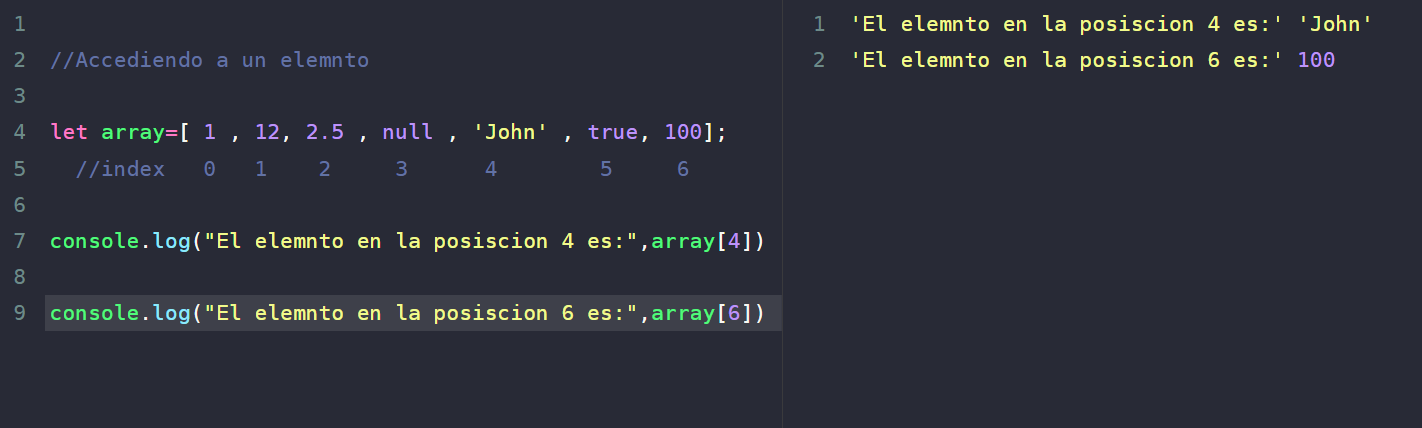 1
2 //Accediendo a un elemnto
3
4 let array=[ 1 , 12, 2.5 , null , 'John' , true, 100];
5 //index 0 1 2 3 4 5 6
6
7 console.log("El elemnto en la posiscion 4 es:",array[4])
8
9 console.log("El elemnto en la posiscion 6 es:",array[6])
1 'El elemnto en la posiscion 4 es:' 'John'
2 'El elemnto en la posiscion 6 es:' 100